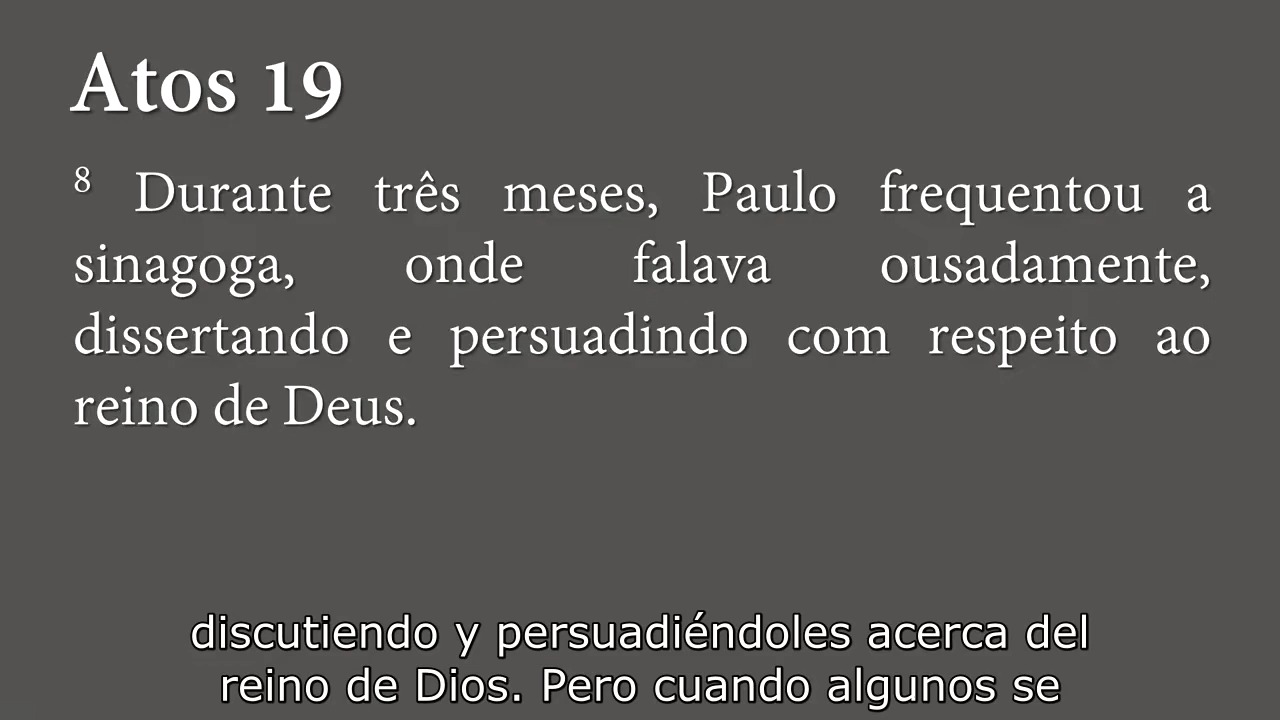 Atos 19
8 Durante três meses, Paulo frequentou a
sinagoga, onde falava ousadamente,
dissertando e persuadindo com respeito ao
reino de Deus.
discutiendo y persuadiéndoles acerca del
reino de Dios. Pero cuando algunos se